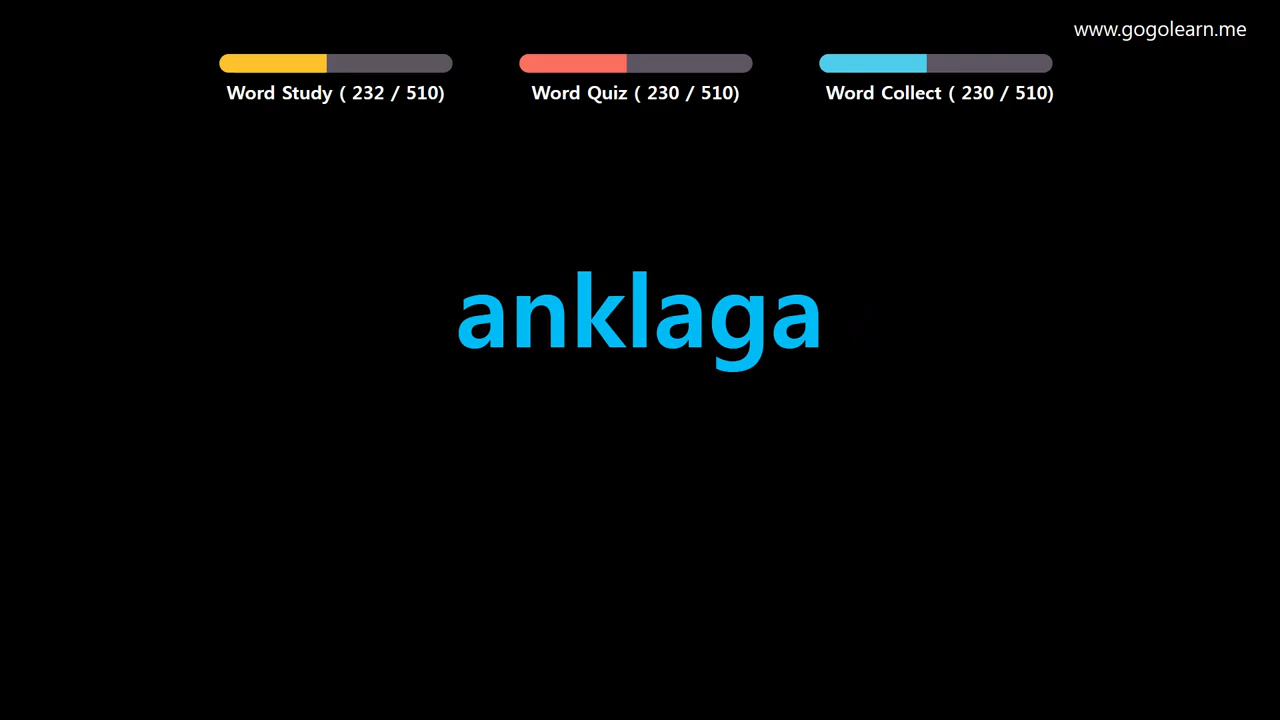 www.gogolearn.me
Word Study ( 232 / 510)
Word Quiz ( 230 / 510)
Word Collect ( 230 / 510)
anklaga